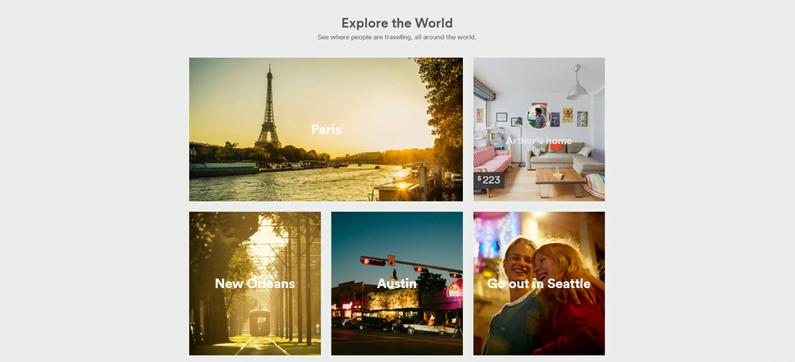 Explore the World
See where people are traveling, all around the world.
Paris
Arthur's home
$223
New Orleans
Austin
Go out in Seattle